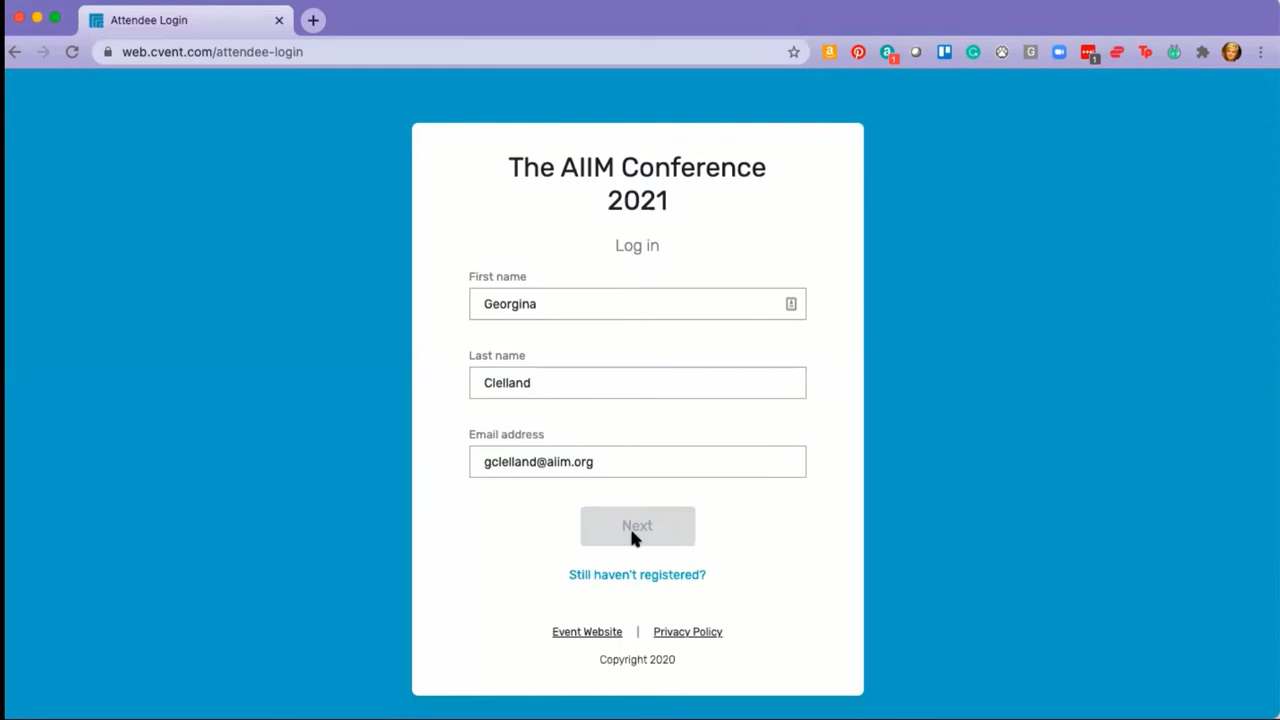 Attendee Login
web.cvent.com/attendee-login
The AIIM Conference
2021
Log in
First name
Georgina
Last name
Clelland
Email address
gclelland@aiim.org
Next
Still haven't registered?
Event Website | Privacy Policy
Copyright 2020